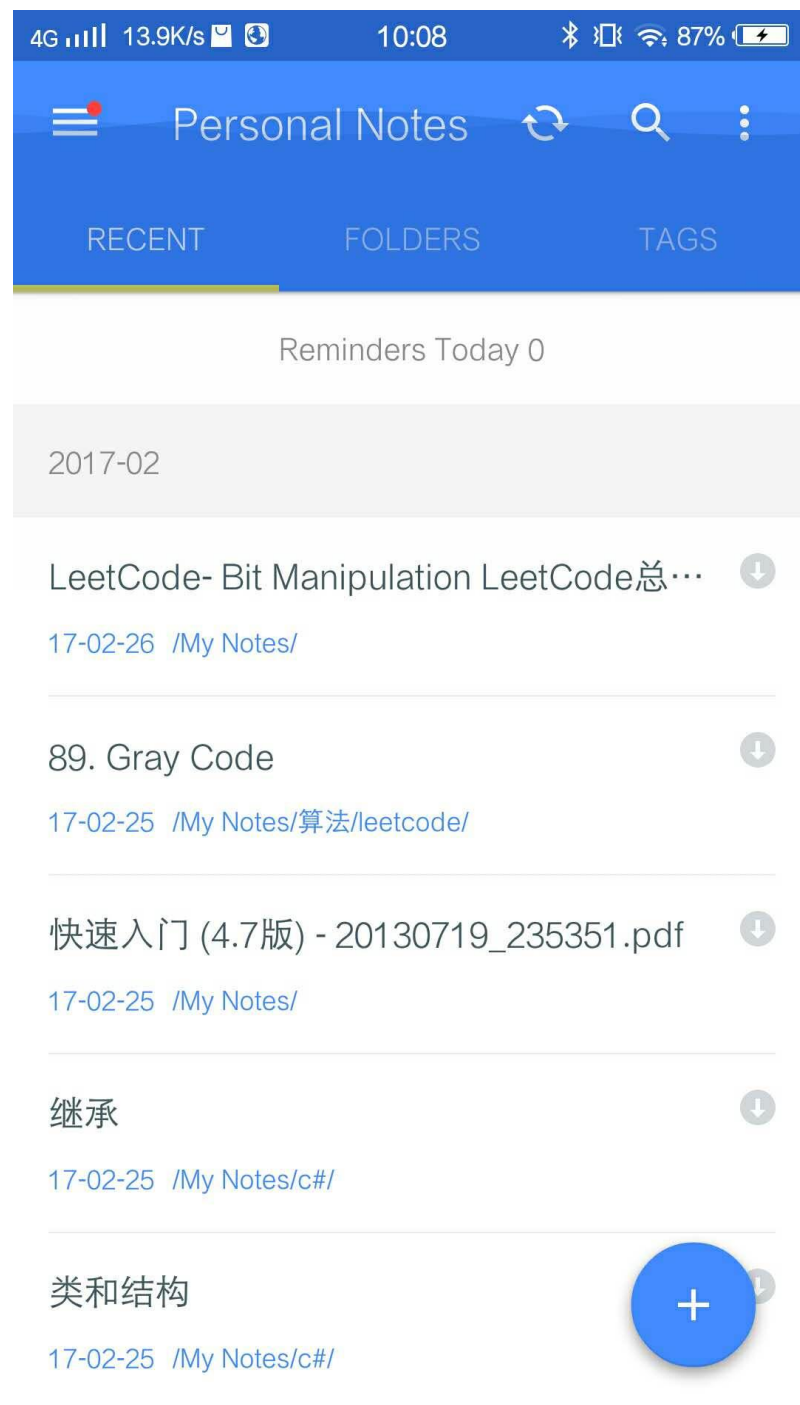 4G 13.9K/s 10:08 87%
Personal Notes
RECENT FOLDERS TAGS
Reminders Today 0
2017-02
LeetCode- Bit Manipulation LeetCode总…
17-02-26 /My Notes/
89. Gray Code
17-02-25 /My Notes/算法/leetcode/
快速入门 (4.7版) - 20130719_235351.pdf
17-02-25 /My Notes/
继承
17-02-25 /My Notes/c#/
类和结构
17-02-25 /My Notes/c#/